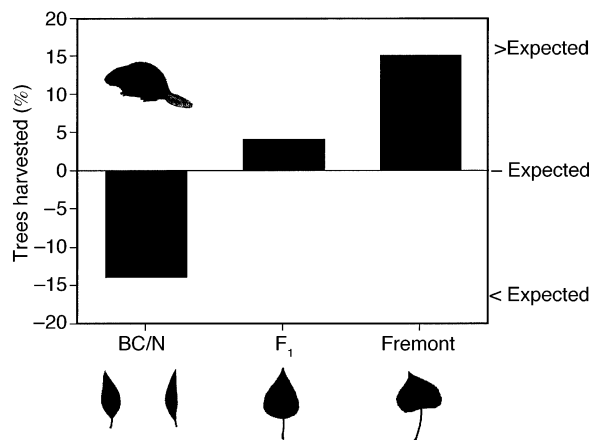 20
15
10
5
0
−5
−10
−15
−20
Trees harvested (%)
>Expected
– Expected
< Expected
BC/N
F1
Fremont